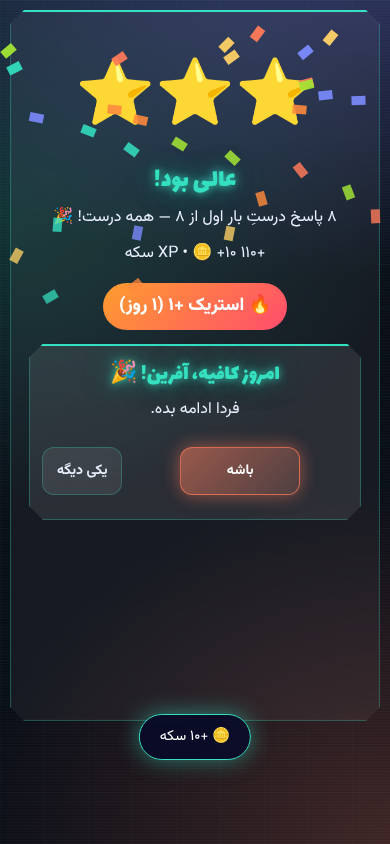 عالی بود!
۸ پاسخ درستِ بار اول از ۸ — همه درست! 🎉
+۱۱۰ XP • 🪙 +۱۰ سکه
🔥 استریک +۱ (۱ روز)
امروز کافیه، آفرین! 🎉
فردا ادامه بده.
باشه
یکی دیگه
🪙 +۱۰ سکه